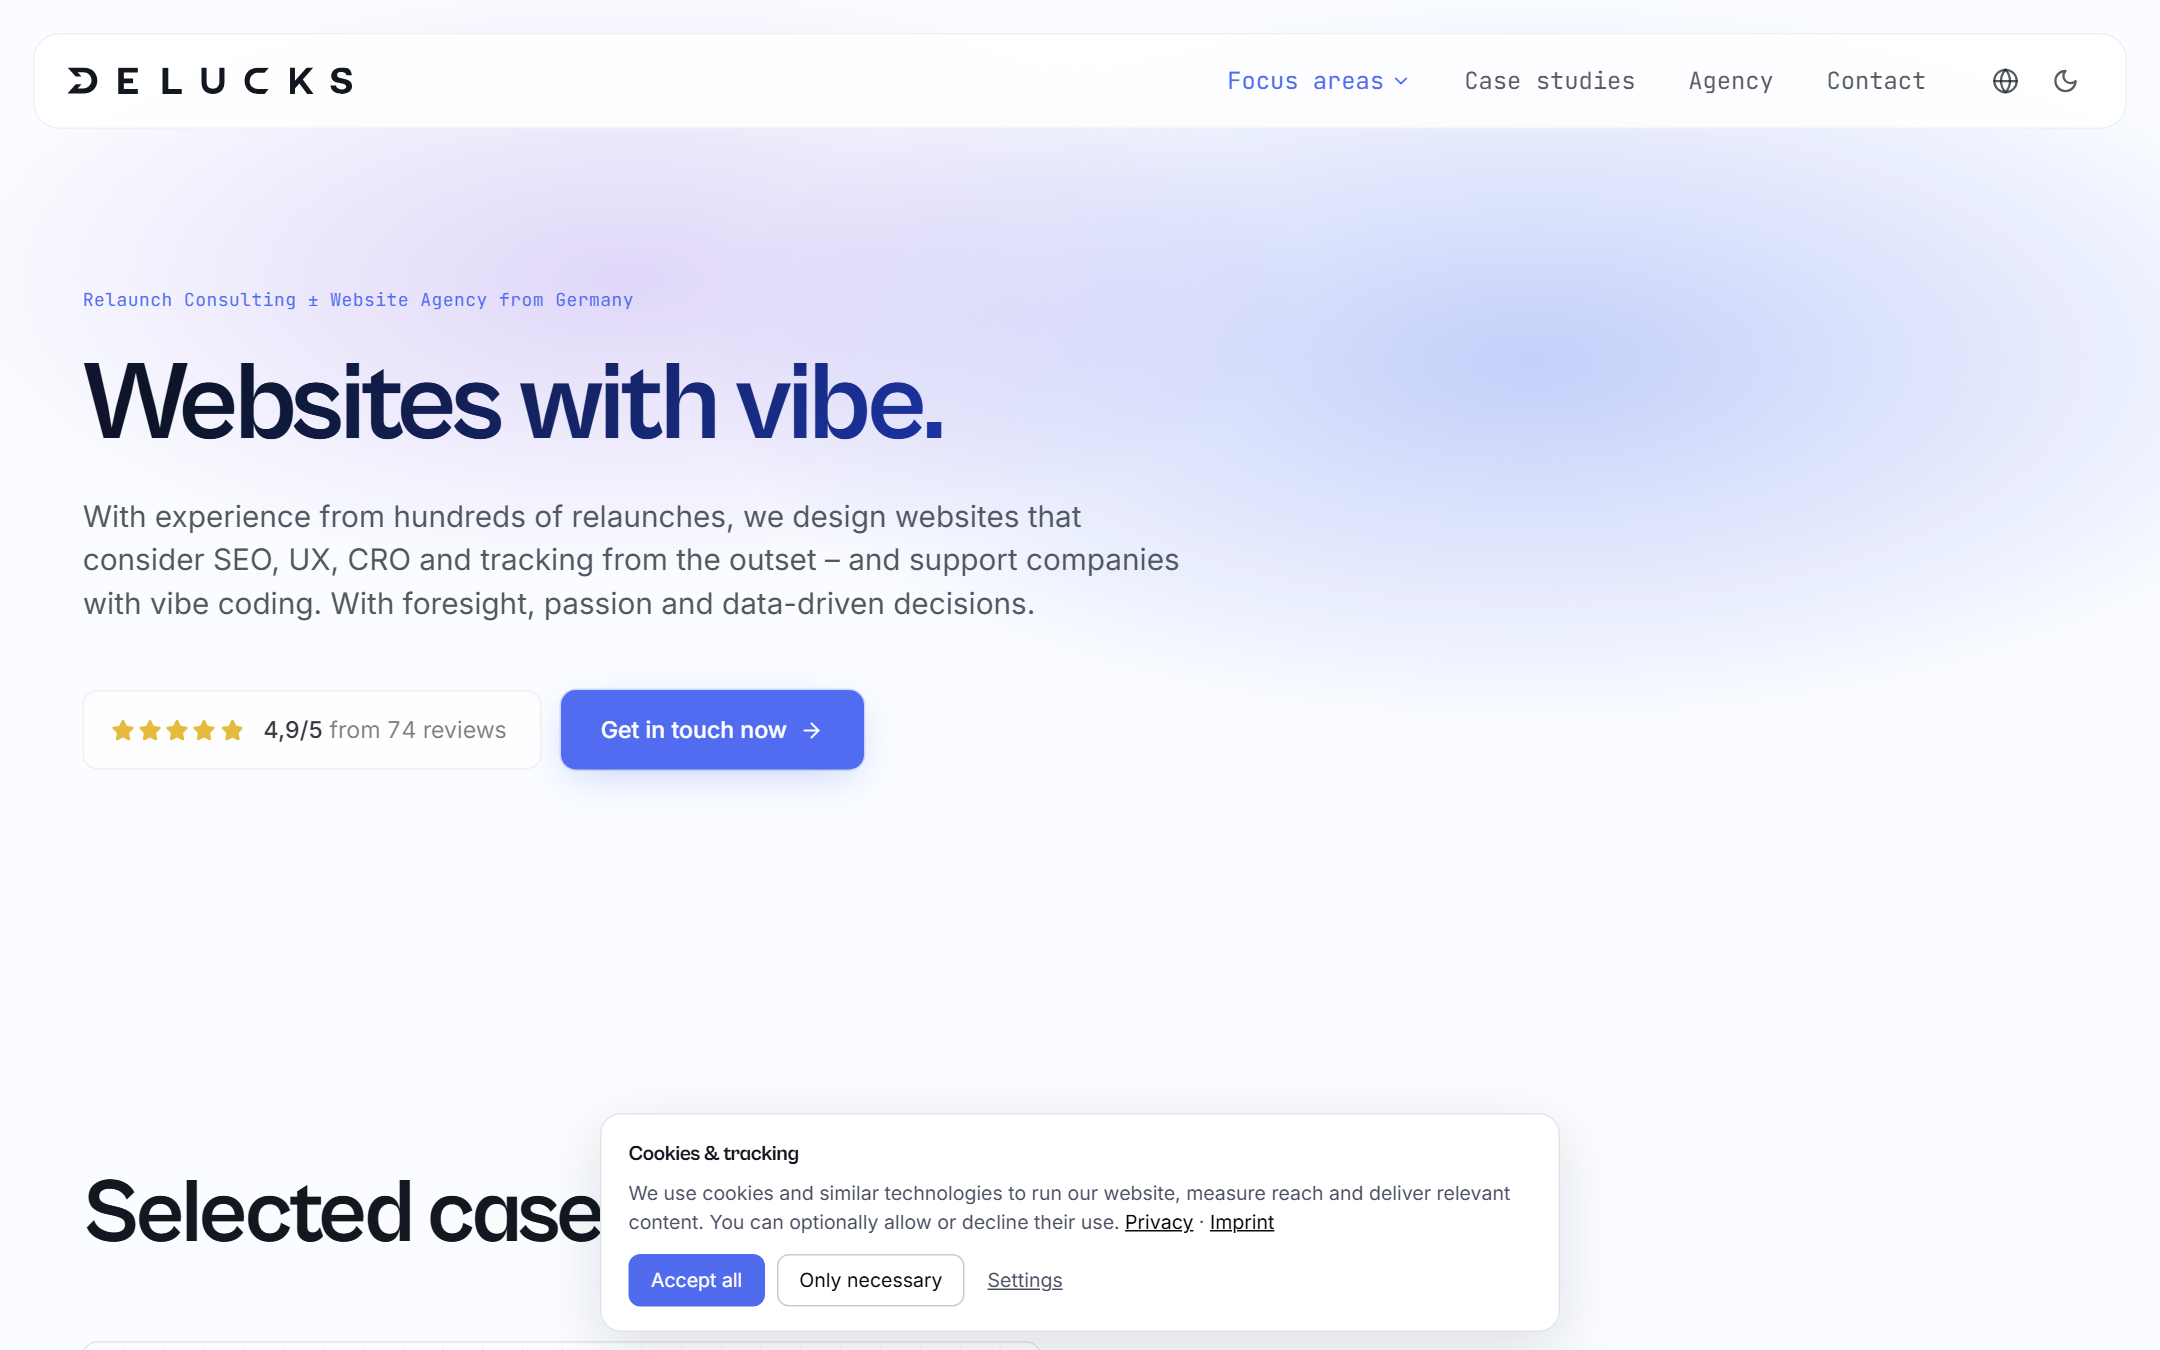 DELUCKS
Focus areas
Case studies
Agency
Contact
Relaunch Consulting ± Website Agency from Germany
Websites with vibe.
With experience from hundreds of relaunches, we design websites that
consider SEO, UX, CRO and tracking from the outset – and support companies
with vibe coding. With foresight, passion and data-driven decisions.
4,9/5 from 74 reviews
Get in touch now
Selected case
Cookies & tracking
We use cookies and similar technologies to run our website, measure reach and deliver relevant
content. You can optionally allow or decline their use. Privacy · Imprint
Accept all
Only necessary
Settings